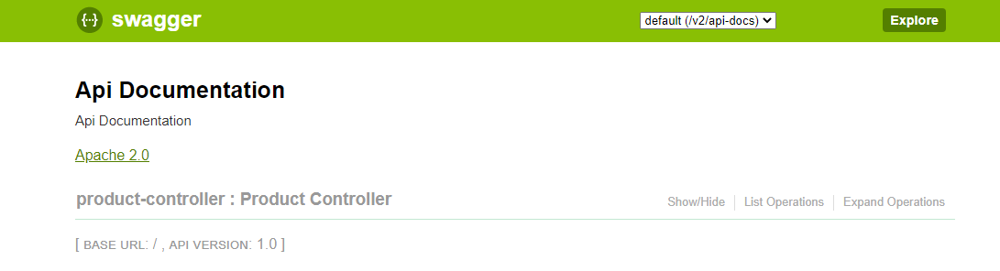 {···} swagger default (/v2/api-docs) Explore
Api Documentation
Api Documentation
Apache 2.0
product-controller : Product Controller Show/Hide List Operations Expand Operations
[ BASE URL: / , API VERSION: 1.0 ]